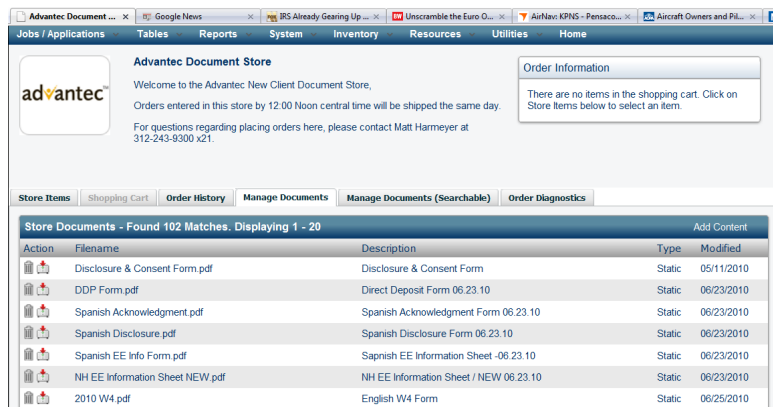 Advantec Document ... × Google News × IRS Already Gearing Up ... × Unscramble the Euro O... × AirNav: KPNS - Pensaco... × Aircraft Owners and Pil... ×
Jobs / Applications Tables Reports System Inventory Resources Utilities Home
advantec™
Advantec Document Store
Welcome to the Advantec New Client Document Store,
Orders entered in this store by 12:00 Noon central time will be shipped the same day.
For questions regarding placing orders here, please contact Matt Harmeyer at
312-243-9300 x21.
Order Information
There are no items in the shopping cart. Click on
Store Items below to select an item.
Store Items Shopping Cart Order History Manage Documents Manage Documents (Searchable) Order Diagnostics
Store Documents - Found 102 Matches. Displaying 1 - 20 Add Content
Action Filename Description Type Modified
Disclosure & Consent Form.pdf Disclosure & Consent Form Static 05/11/2010
DDP Form.pdf Direct Deposit Form 06.23.10 Static 06/23/2010
Spanish Acknowledgment.pdf Spanish Acknowledgment Form 06.23.10 Static 06/23/2010
Spanish Disclosure.pdf Spanish Disclosure Form 06.23.10 Static 06/23/2010
Spanish EE Info Form.pdf Sapnish EE Information Sheet -06.23.10 Static 06/23/2010
NH EE Information Sheet NEW.pdf NH EE Information Sheet / NEW 06.23.10 Static 06/23/2010
2010 W4.pdf English W4 Form Static 06/25/2010